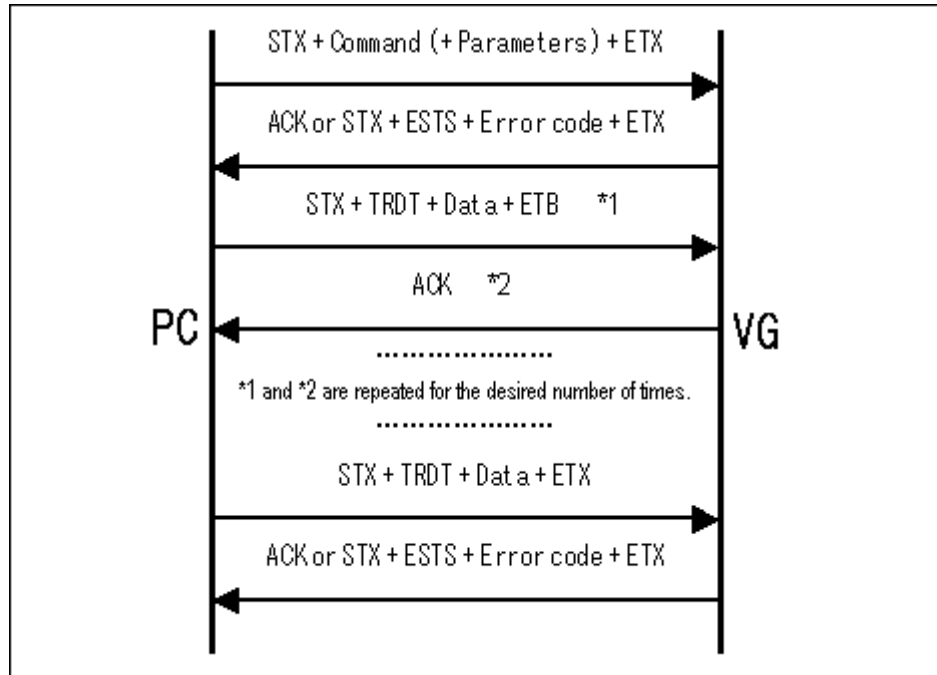 STX + Command (+ Parameters) + ETX
ACK or STX + ESTS + Error code + ETX
STX + TRDT + Data + ETB *1
ACK *2
PC
VG
.....................
*1 and *2 are repeated for the desired number of times.
.....................
STX + TRDT + Data + ETX
ACK or STX + ESTS + Error code + ETX